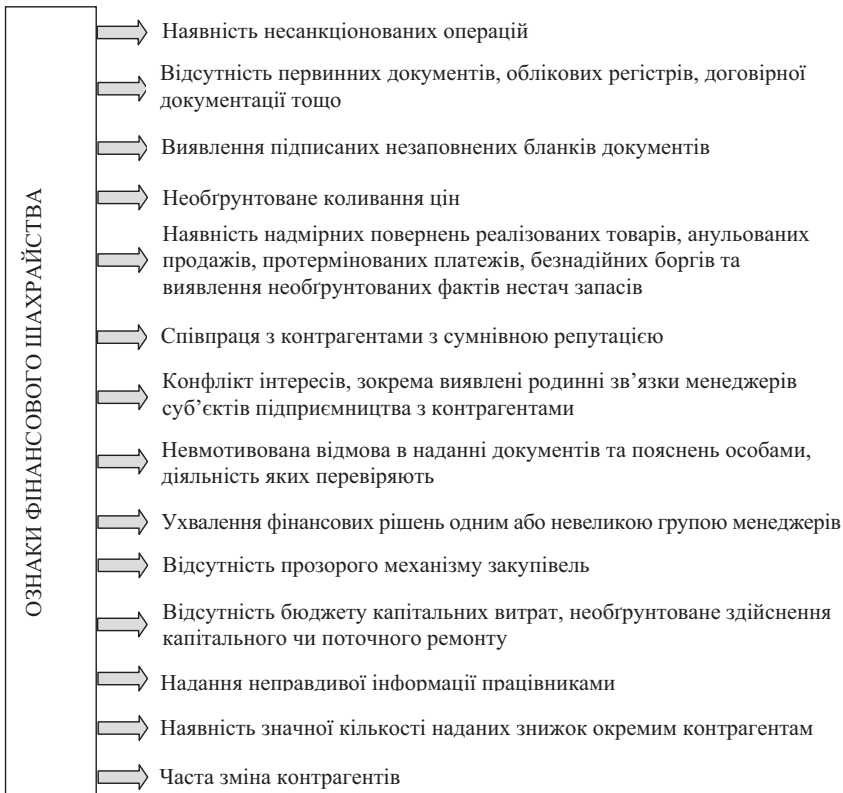 ОЗНАКИ ФІНАНСОВОГО ШАХРАЙСТВА
Наявність несанкціонованих операцій
Відсутність первинних документів, облікових регістрів, договірної
документації тощо
Виявлення підписаних незаповнених бланків документів
Необґрунтоване коливання цін
Наявність надмірних повернень реалізованих товарів, анульованих
продажів, протермінованих платежів, безнадійних боргів та
виявлення необґрунтованих фактів нестач запасів
Співпраця з контрагентами з сумнівною репутацією
Конфлікт інтересів, зокрема виявлені родинні зв’язки менеджерів
суб’єктів підприємництва з контрагентами
Невмотивована відмова в наданні документів та пояснень особами,
діяльність яких перевіряють
Ухвалення фінансових рішень одним або невеликою групою менеджерів
Відсутність прозорого механізму закупівель
Відсутність бюджету капітальних витрат, необґрунтоване здійснення
капітального чи поточного ремонту
Надання неправдивої інформації працівниками
Наявність значної кількості наданих знижок окремим контрагентам
Часта зміна контрагентів